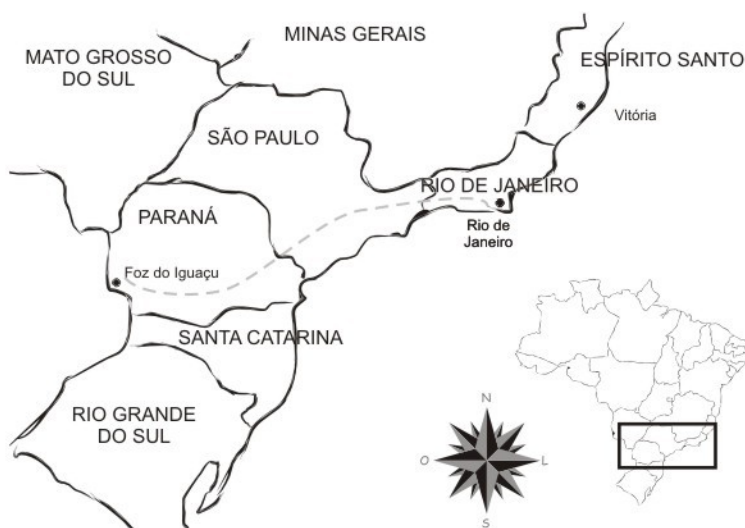 MINAS GERAIS
MATO GROSSO
DO SUL
ESPÍRITO SANTO
Vitória
SÃO PAULO
RIO DE JANEIRO
Rio de
Janeiro
PARANÁ
Foz do Iguaçu
SANTA CATARINA
RIO GRANDE
DO SUL
N
O
L
S